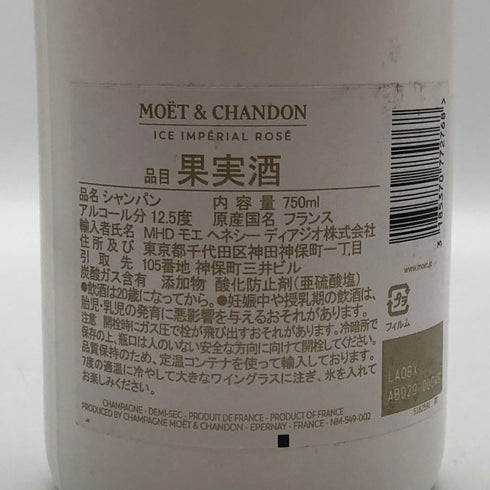 MOËT & CHANDON
ICE IMPÉRIAL ROSÉ
品目 果実酒
品名 シャンパン 内容量 750ml
アルコール分 12.5度 原産国名 フランス
輸入者氏名 MHD モエ ヘネシー ディアジオ株式会社
住所及び 東京都千代田区神田神保町一丁目
引取先 105番地 神保町三井ビル
炭酸ガス含有 添加物 酸化防止剤(亜硫酸塩)
●飲酒は20歳になってから。●妊娠中や授乳期の飲酒は、
胎児・乳児の発育に悪影響を与えるおそれがあります。
注意 開栓時にガス圧で栓が飛び出すおそれがあります。冷暗所で
保存の上、瓶口は人のいない安全な方向に向けて開栓してください。
品質保持のため、定温コンテナを使って輸入しております。
7度の適温に冷やして大きなワイングラスに注ぎ、氷を入れて
お楽しみください。
CHAMPAGNE - DEMI-SEC - PRODUIT DE FRANCE - PRODUCT OF FRANCE
PRODUCED BY CHAMPAGNE MOËT & CHANDON - EPERNAY - FRANCE - NM-549-002
3 185370 772768>
www.moet.jp
プラ
フィルム